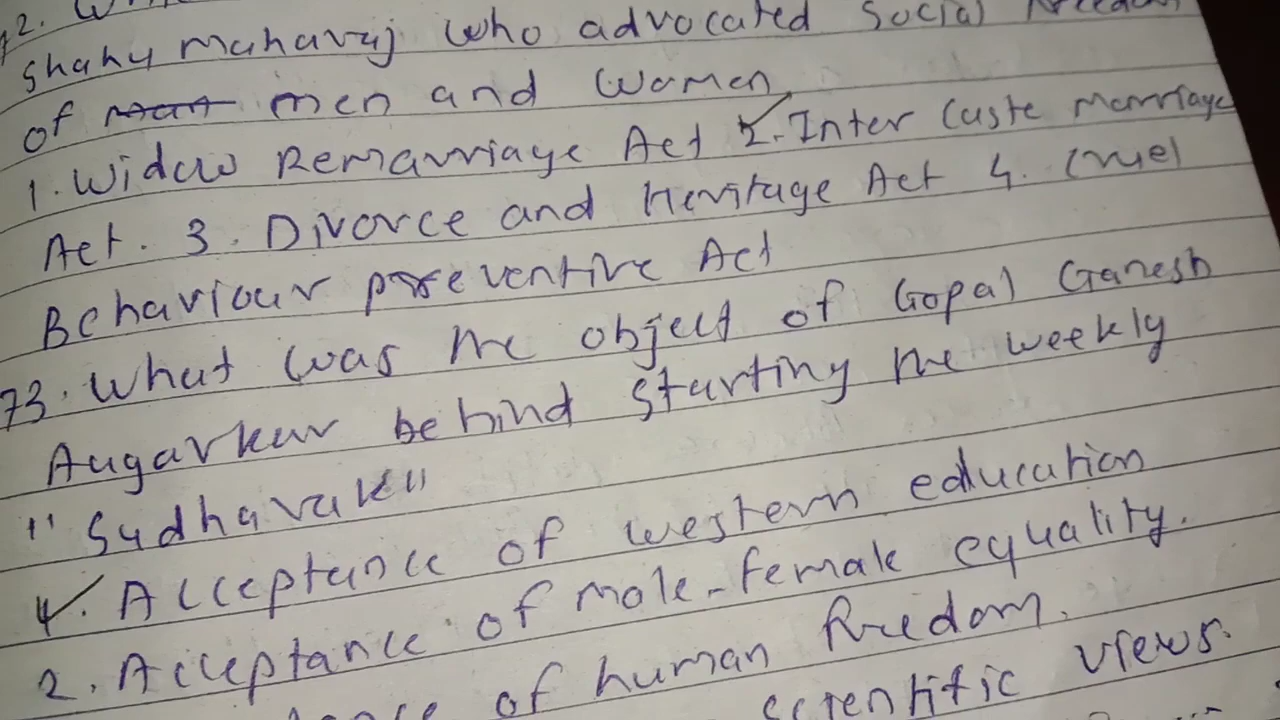 72.
Shahu Maharaj who advocated Social Freedom
of men and Women
1. Widow Remarriage Act 2. Inter Caste Marriage
Act. 3. Divorce and Heritage Act 4. Cruel
Behaviour preventive Act
73. What was the object of Gopal Ganesh
Augarkar behind starting the weekly
"Sudharak"
1. Acceptance of western education
2. Acceptance of male-female equality.
of human freedom.
scientific views.